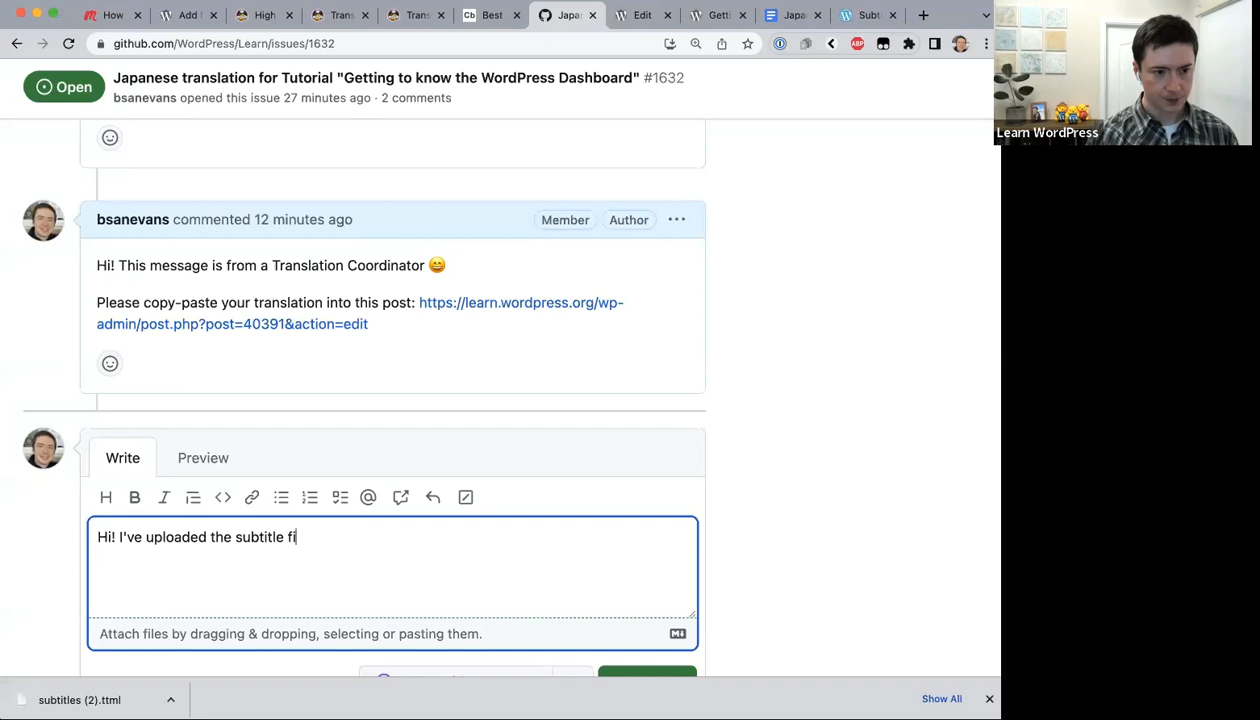 How
Add
High
Trans
Trans
Cb Best
Japa
Edit
Getti
Japa
Subt
github.com/WordPress/Learn/issues/1632
ABP
Open
Japanese translation for Tutorial "Getting to know the WordPress Dashboard" #1632
bsanevans opened this issue 27 minutes ago · 2 comments
Learn WordPress
bsanevans commented 12 minutes ago
Member
Author
Hi! This message is from a Translation Coordinator 😄
Please copy-paste your translation into this post: https://learn.wordpress.org/wp-
admin/post.php?post=40391&action=edit
Write
Preview
Hi! I've uploaded the subtitle fi
Attach files by dragging & dropping, selecting or pasting them.
subtitles (2).ttml
Show All